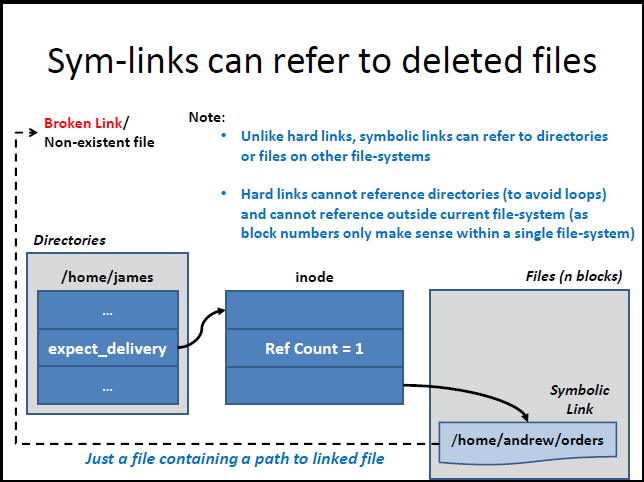 Sym-links can refer to deleted files
Broken Link/
Non-existent file
Note:
• Unlike hard links, symbolic links can refer to directories
or files on other file-systems
• Hard links cannot reference directories (to avoid loops)
and cannot reference outside current file-system (as
block numbers only make sense within a single file-system)
Directories
/home/james
...
expect_delivery
...
inode
Ref Count = 1
Files (n blocks)
Symbolic
Link
/home/andrew/orders
Just a file containing a path to linked file